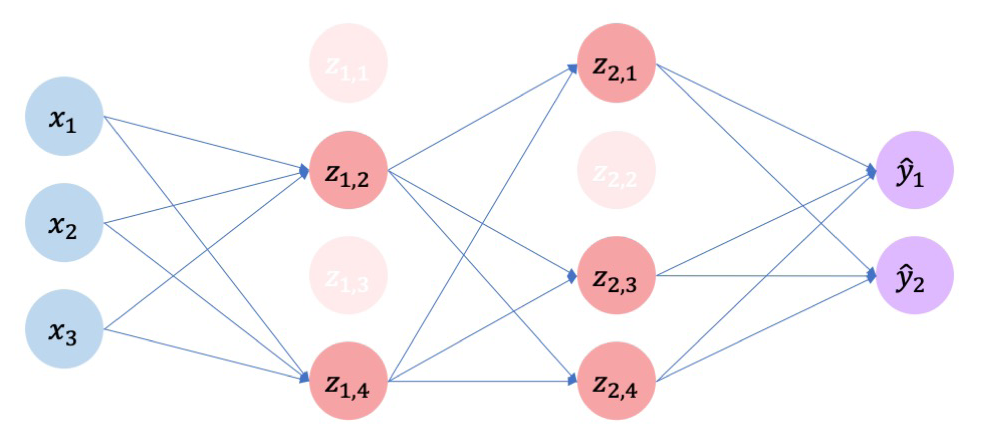 x₁
x₂
x₃
z₁,₁
z₁,₂
z₁,₃
z₁,₄
z₂,₁
z₂,₂
z₂,₃
z₂,₄
ŷ₁
ŷ₂